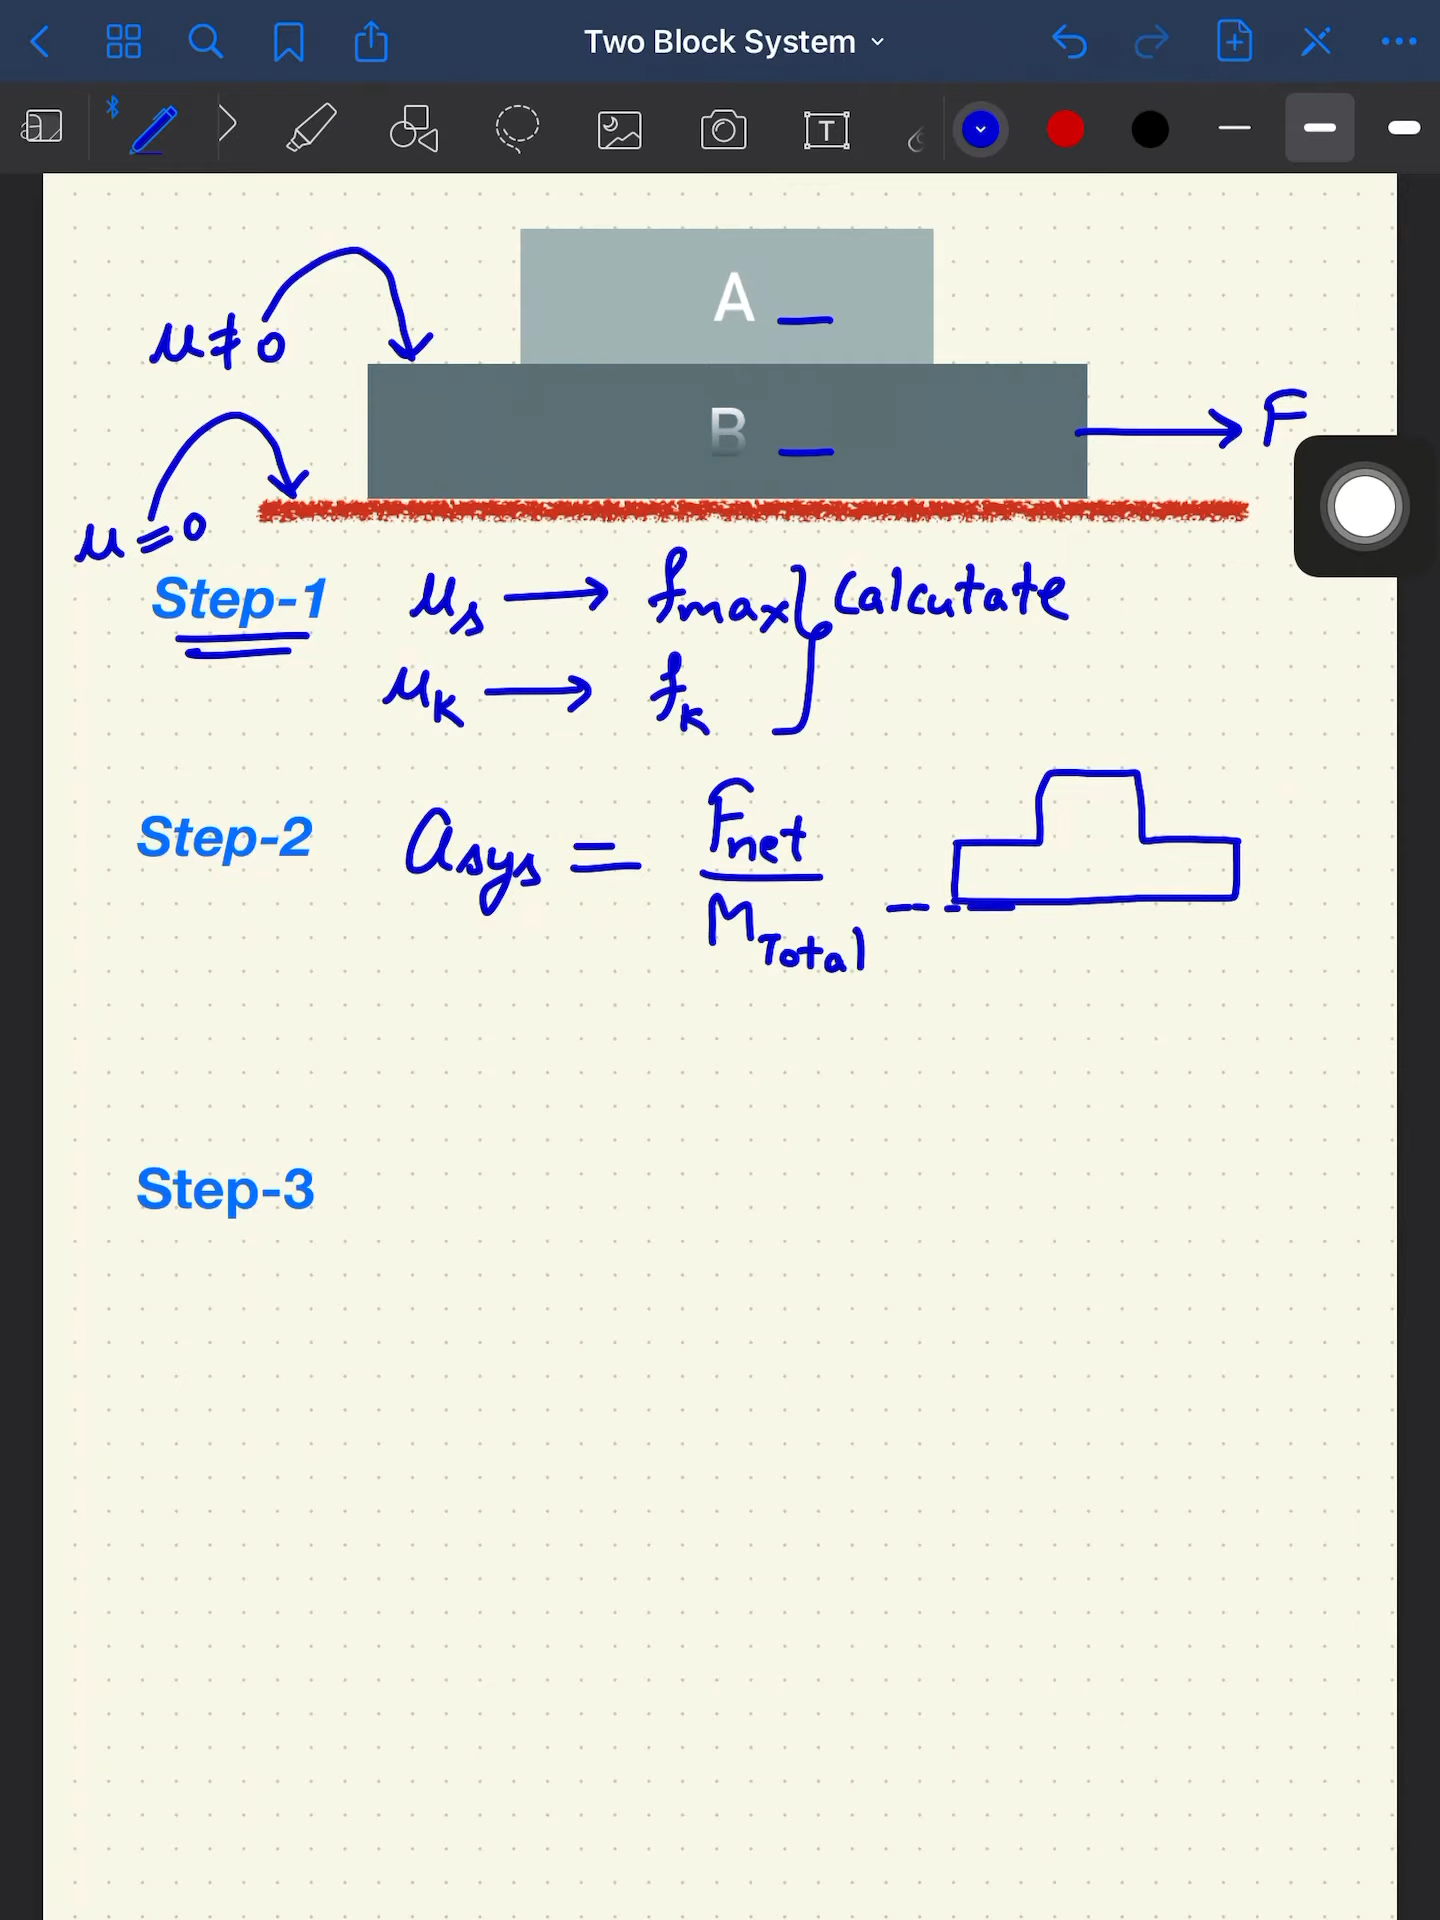 Two Block System
T
A
μ ≠ 0
B
F
μ = 0
Step-1
μs → fmax } Calcutate
μk → fk
Step-2
asys = Fnet / MTotal
Step-3